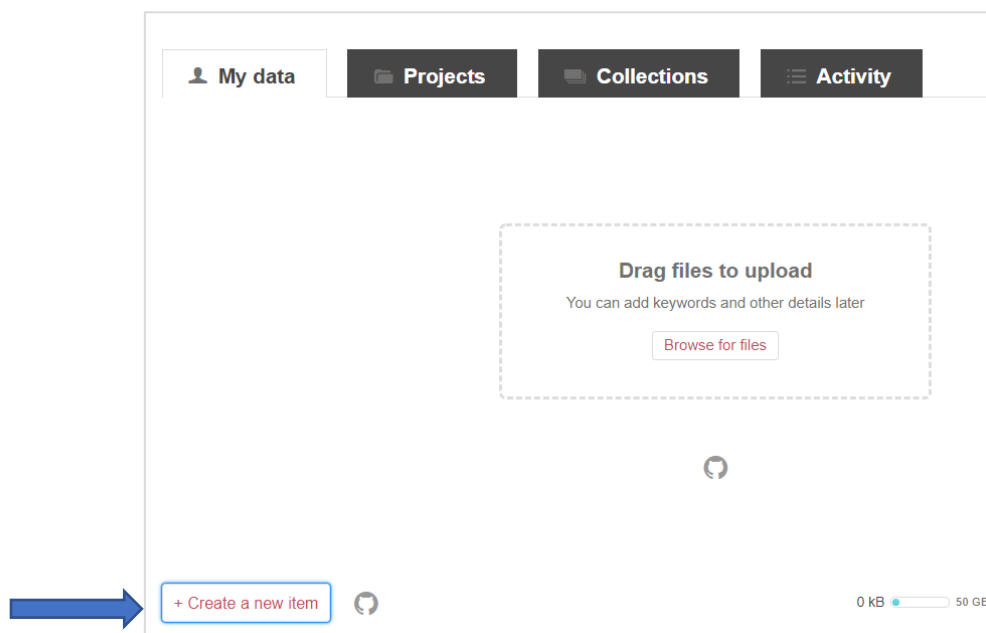 My data Projects Collections Activity
Drag files to upload
You can add keywords and other details later
Browse for files
+ Create a new item 0 kB 50 GB